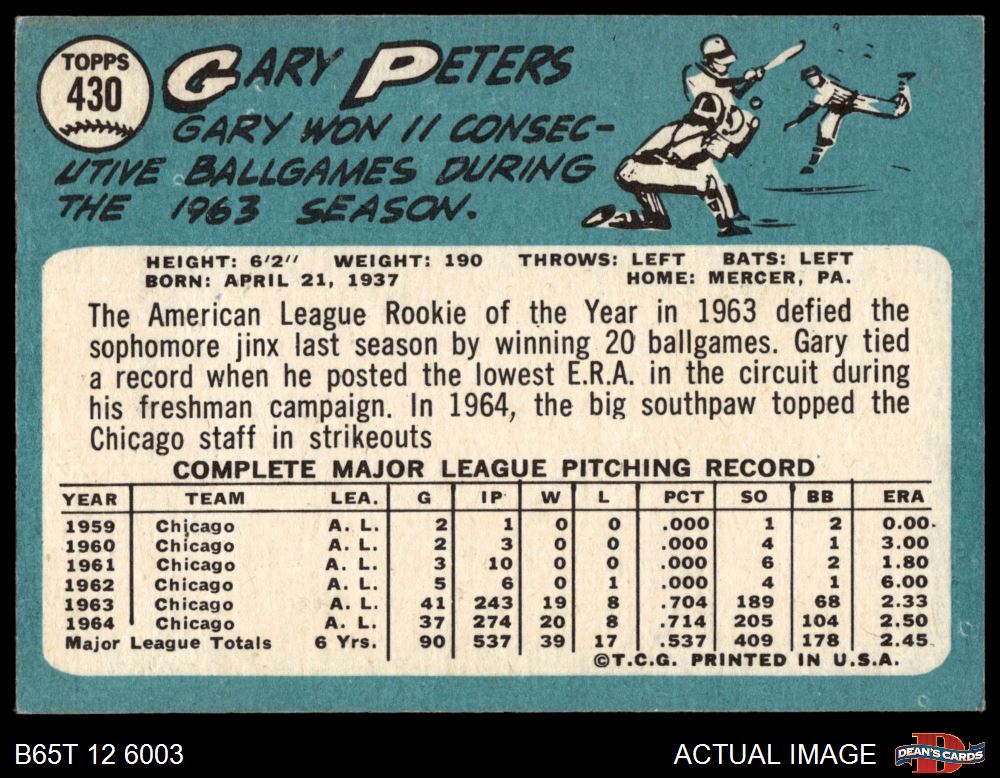 TOPPS
430
GARY PETERS
GARY WON 11 CONSEC-
UTIVE BALLGAMES DURING
THE 1963 SEASON.
HEIGHT: 6'2" WEIGHT: 190 THROWS: LEFT BATS: LEFT
BORN: APRIL 21, 1937 HOME: MERCER, PA.
The American League Rookie of the Year in 1963 defied the
sophomore jinx last season by winning 20 ballgames. Gary tied
a record when he posted the lowest E.R.A. in the circuit during
his freshman campaign. In 1964, the big southpaw topped the
Chicago staff in strikeouts
COMPLETE MAJOR LEAGUE PITCHING RECORD
YEAR TEAM LEA. G IP W L PCT SO BB ERA
1959 Chicago A. L. 2 1 0 0 .000 1 2 0.00
1960 Chicago A. L. 2 3 0 0 .000 4 1 3.00
1961 Chicago A. L. 3 10 0 0 .000 6 2 1.80
1962 Chicago A. L. 5 6 0 1 .000 4 1 6.00
1963 Chicago A. L. 41 243 19 8 .704 189 68 2.33
1964 Chicago A. L. 37 274 20 8 .714 205 104 2.50
Major League Totals 6 Yrs. 90 537 39 17 .537 409 178 2.45
©T.C.G. PRINTED IN U.S.A.
B65T 12 6003 ACTUAL IMAGE DEAN'S CARDS